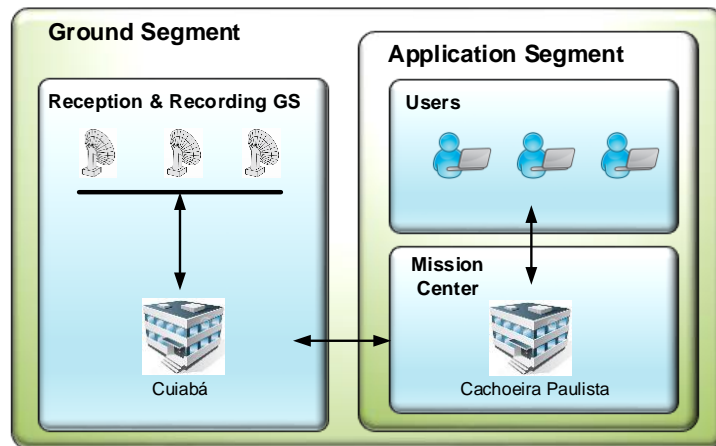 Ground Segment
Reception & Recording GS
Cuiabá
Application Segment
Users
Mission
Center
Cachoeira Paulista